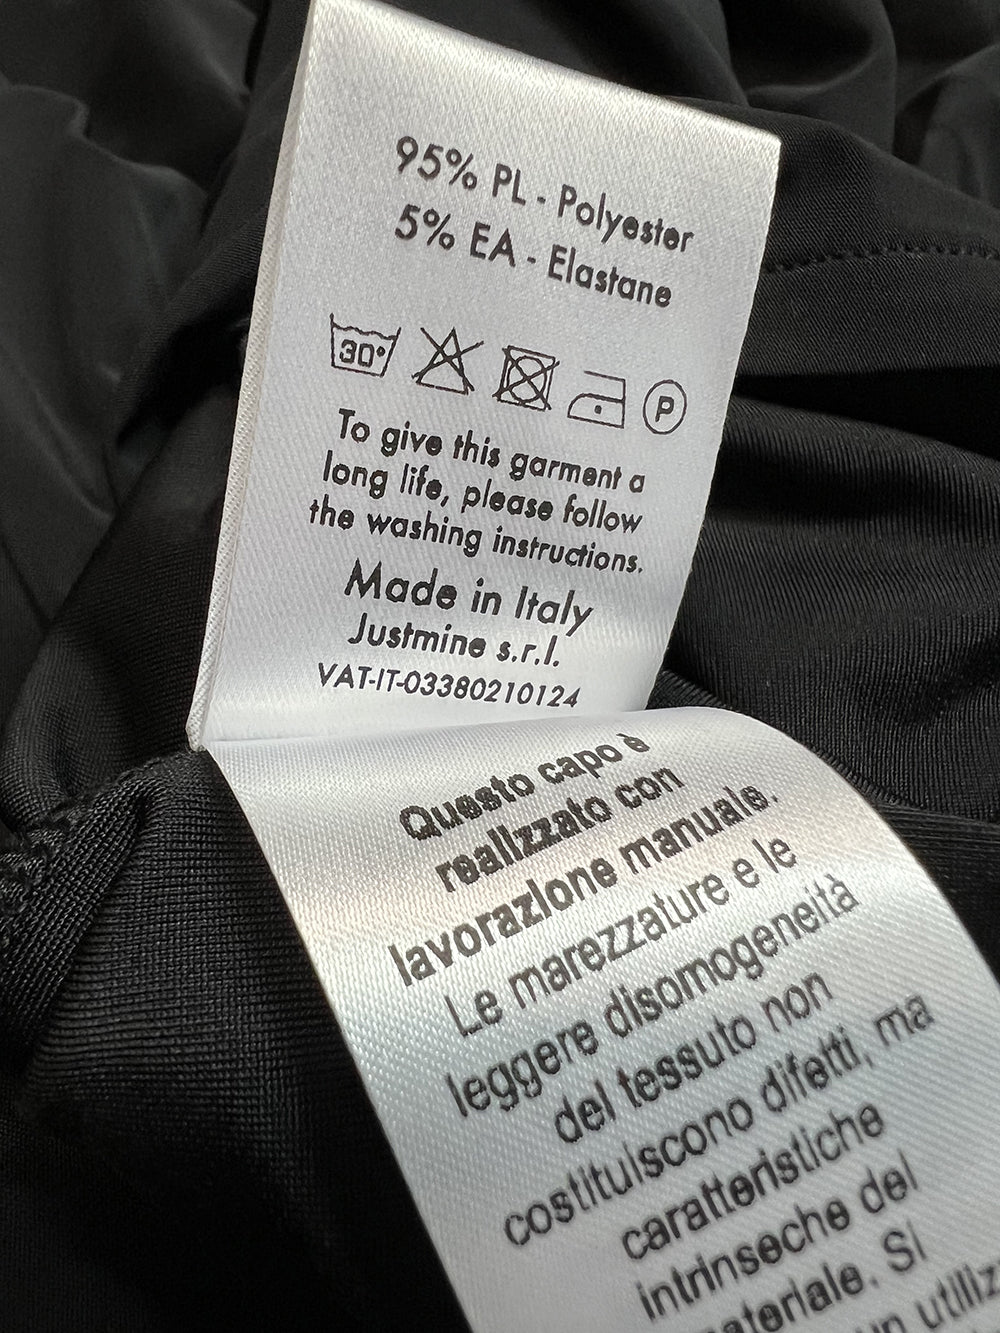 95% PL - Polyester
5% EA - Elastane
30°
P
To give this garment a
long life, please follow
the washing instructions.
Made in Italy
Justmine s.r.l.
VAT-IT-03380210124
Questo capo è
realizzato con
lavorazione manuale.
Le marezzature e le
leggere disomogeneità
del tessuto non
costituiscono difetti, ma
caratteristiche
intrinseche del
materiale. Si
un utiliz